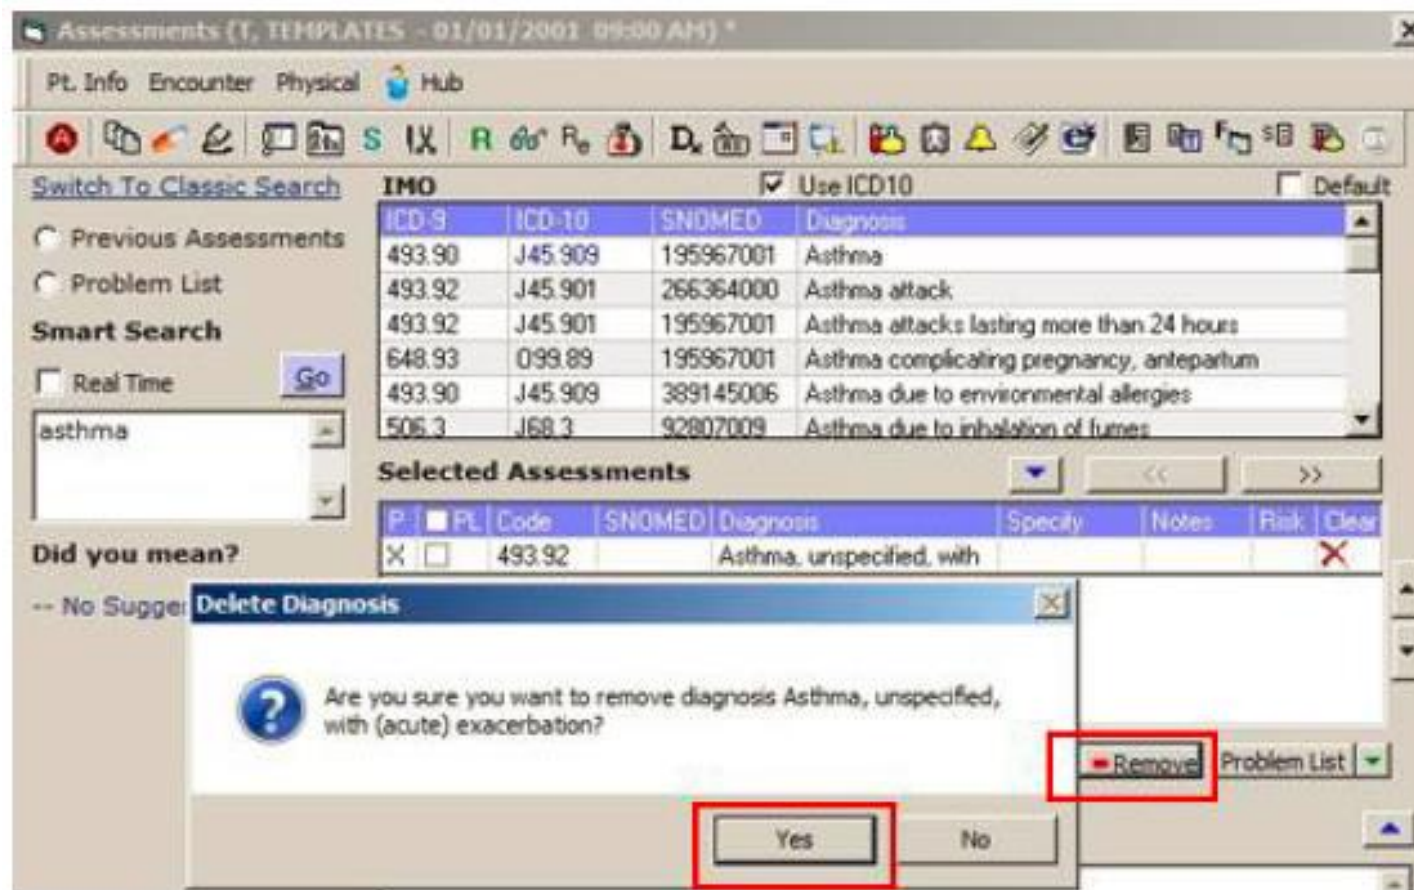 Assessments (T, TEMPLATES - 01/01/2001 09:00 AM) *
Pt. Info Encounter Physical Hub
A S IX R Re Dx
Switch To Classic Search
IMO Use ICD10 Default
Previous Assessments
Problem List
Smart Search
Real Time Go
asthma
Did you mean?
ICD-9 ICD-10 SNOMED Diagnosis
493.90 J45.909 195967001 Asthma
493.92 J45.901 266364000 Asthma attack
493.92 J45.901 195967001 Asthma attacks lasting more than 24 hours
648.93 O99.89 195967001 Asthma complicating pregnancy, antepartum
493.90 J45.909 389145006 Asthma due to environmental allergies
506.3 J68.3 92807009 Asthma due to inhalation of fumes
Selected Assessments << >>
P PL Code SNOMED Diagnosis Specify Notes Risk Clear
493.92 Asthma, unspecified, with
-- No Sugge
Delete Diagnosis
Are you sure you want to remove diagnosis Asthma, unspecified,
with (acute) exacerbation?
Remove Problem List
Yes No